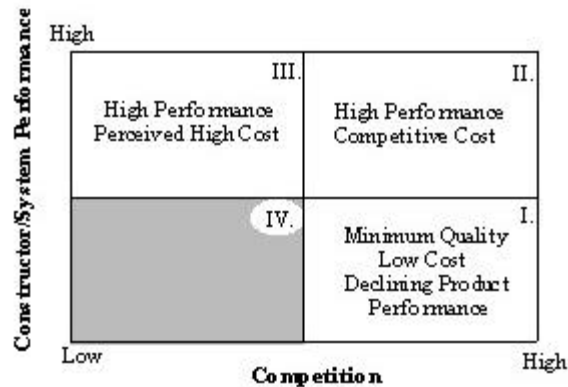 Constructor/System Performance
High
III.
High Performance
Perceived High Cost
II.
High Performance
Competitive Cost
IV.
I.
Minimum Quality
Low Cost
Declining Product
Performance
Low
High
Competition